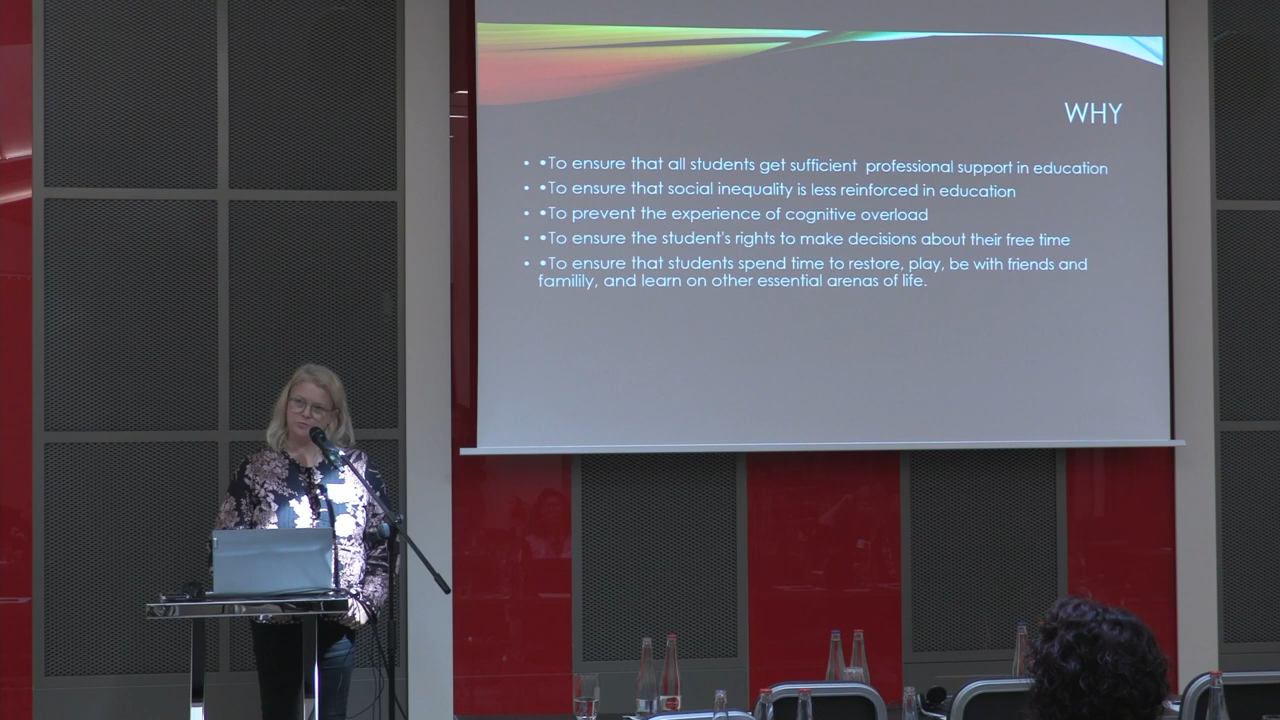 WHY
• •To ensure that all students get sufficient  professional support in education
• •To ensure that social inequality is less reinforced in education
• •To prevent the experience of cognitive overload
• •To ensure the student's rights to make decisions about their free time
• •To ensure that students spend time to restore, play, be with friends and
familily, and learn on other essential arenas of life.